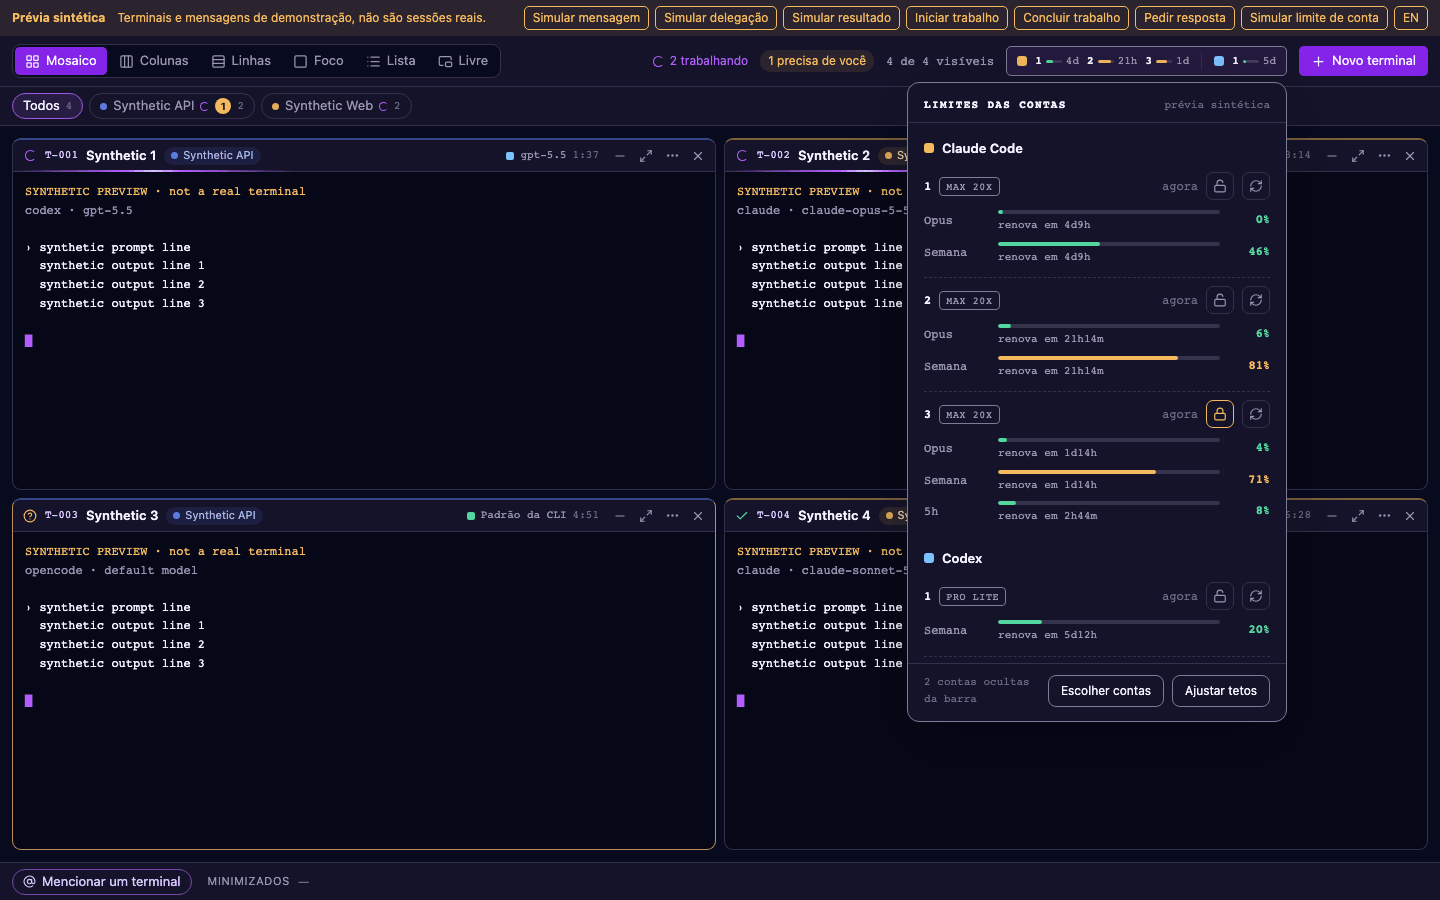 Prévia sintética Terminais e mensagens de demonstração, não são sessões reais. Simular mensagem Simular delegação Simular resultado Iniciar trabalho Concluir trabalho Pedir resposta Simular limite de conta EN
Mosaico Colunas Linhas Foco Lista Livre 2 trabalhando 1 precisa de você 4 de 4 visíveis 1 4d 2 21h 3 1d 1 5d Novo terminal
Todos 4 Synthetic API 1 2 Synthetic Web 2
LIMITES DAS CONTAS prévia sintética
Claude Code
1 MAX 20X agora
Opus 0%
renova em 4d9h
Semana 46%
renova em 4d9h
2 MAX 20X agora
Opus 6%
renova em 21h14m
Semana 81%
renova em 21h14m
3 MAX 20X agora
Opus 4%
renova em 1d14h
Semana 71%
renova em 1d14h
5h 8%
renova em 2h44m
Codex
1 PRO LITE agora
Semana 20%
renova em 5d12h
2 contas ocultas
da barra
Escolher contas Ajustar tetos
T-001 Synthetic 1 Synthetic API gpt-5.5 1:37
SYNTHETIC PREVIEW · not a real terminal
codex · gpt-5.5
› synthetic prompt line
synthetic output line 1
synthetic output line 2
synthetic output line 3
T-002 Synthetic 2 :14
SYNTHETIC PREVIEW · not
claude · claude-opus-5-5
› synthetic prompt line
synthetic output line
synthetic output line
synthetic output line
T-003 Synthetic 3 Synthetic API Padrão da CLI 4:51
SYNTHETIC PREVIEW · not a real terminal
opencode · default model
› synthetic prompt line
synthetic output line 1
synthetic output line 2
synthetic output line 3
T-004 Synthetic 4 :28
SYNTHETIC PREVIEW · not
claude · claude-sonnet-5
› synthetic prompt line
synthetic output line
synthetic output line
synthetic output line
Mencionar um terminal MINIMIZADOS —